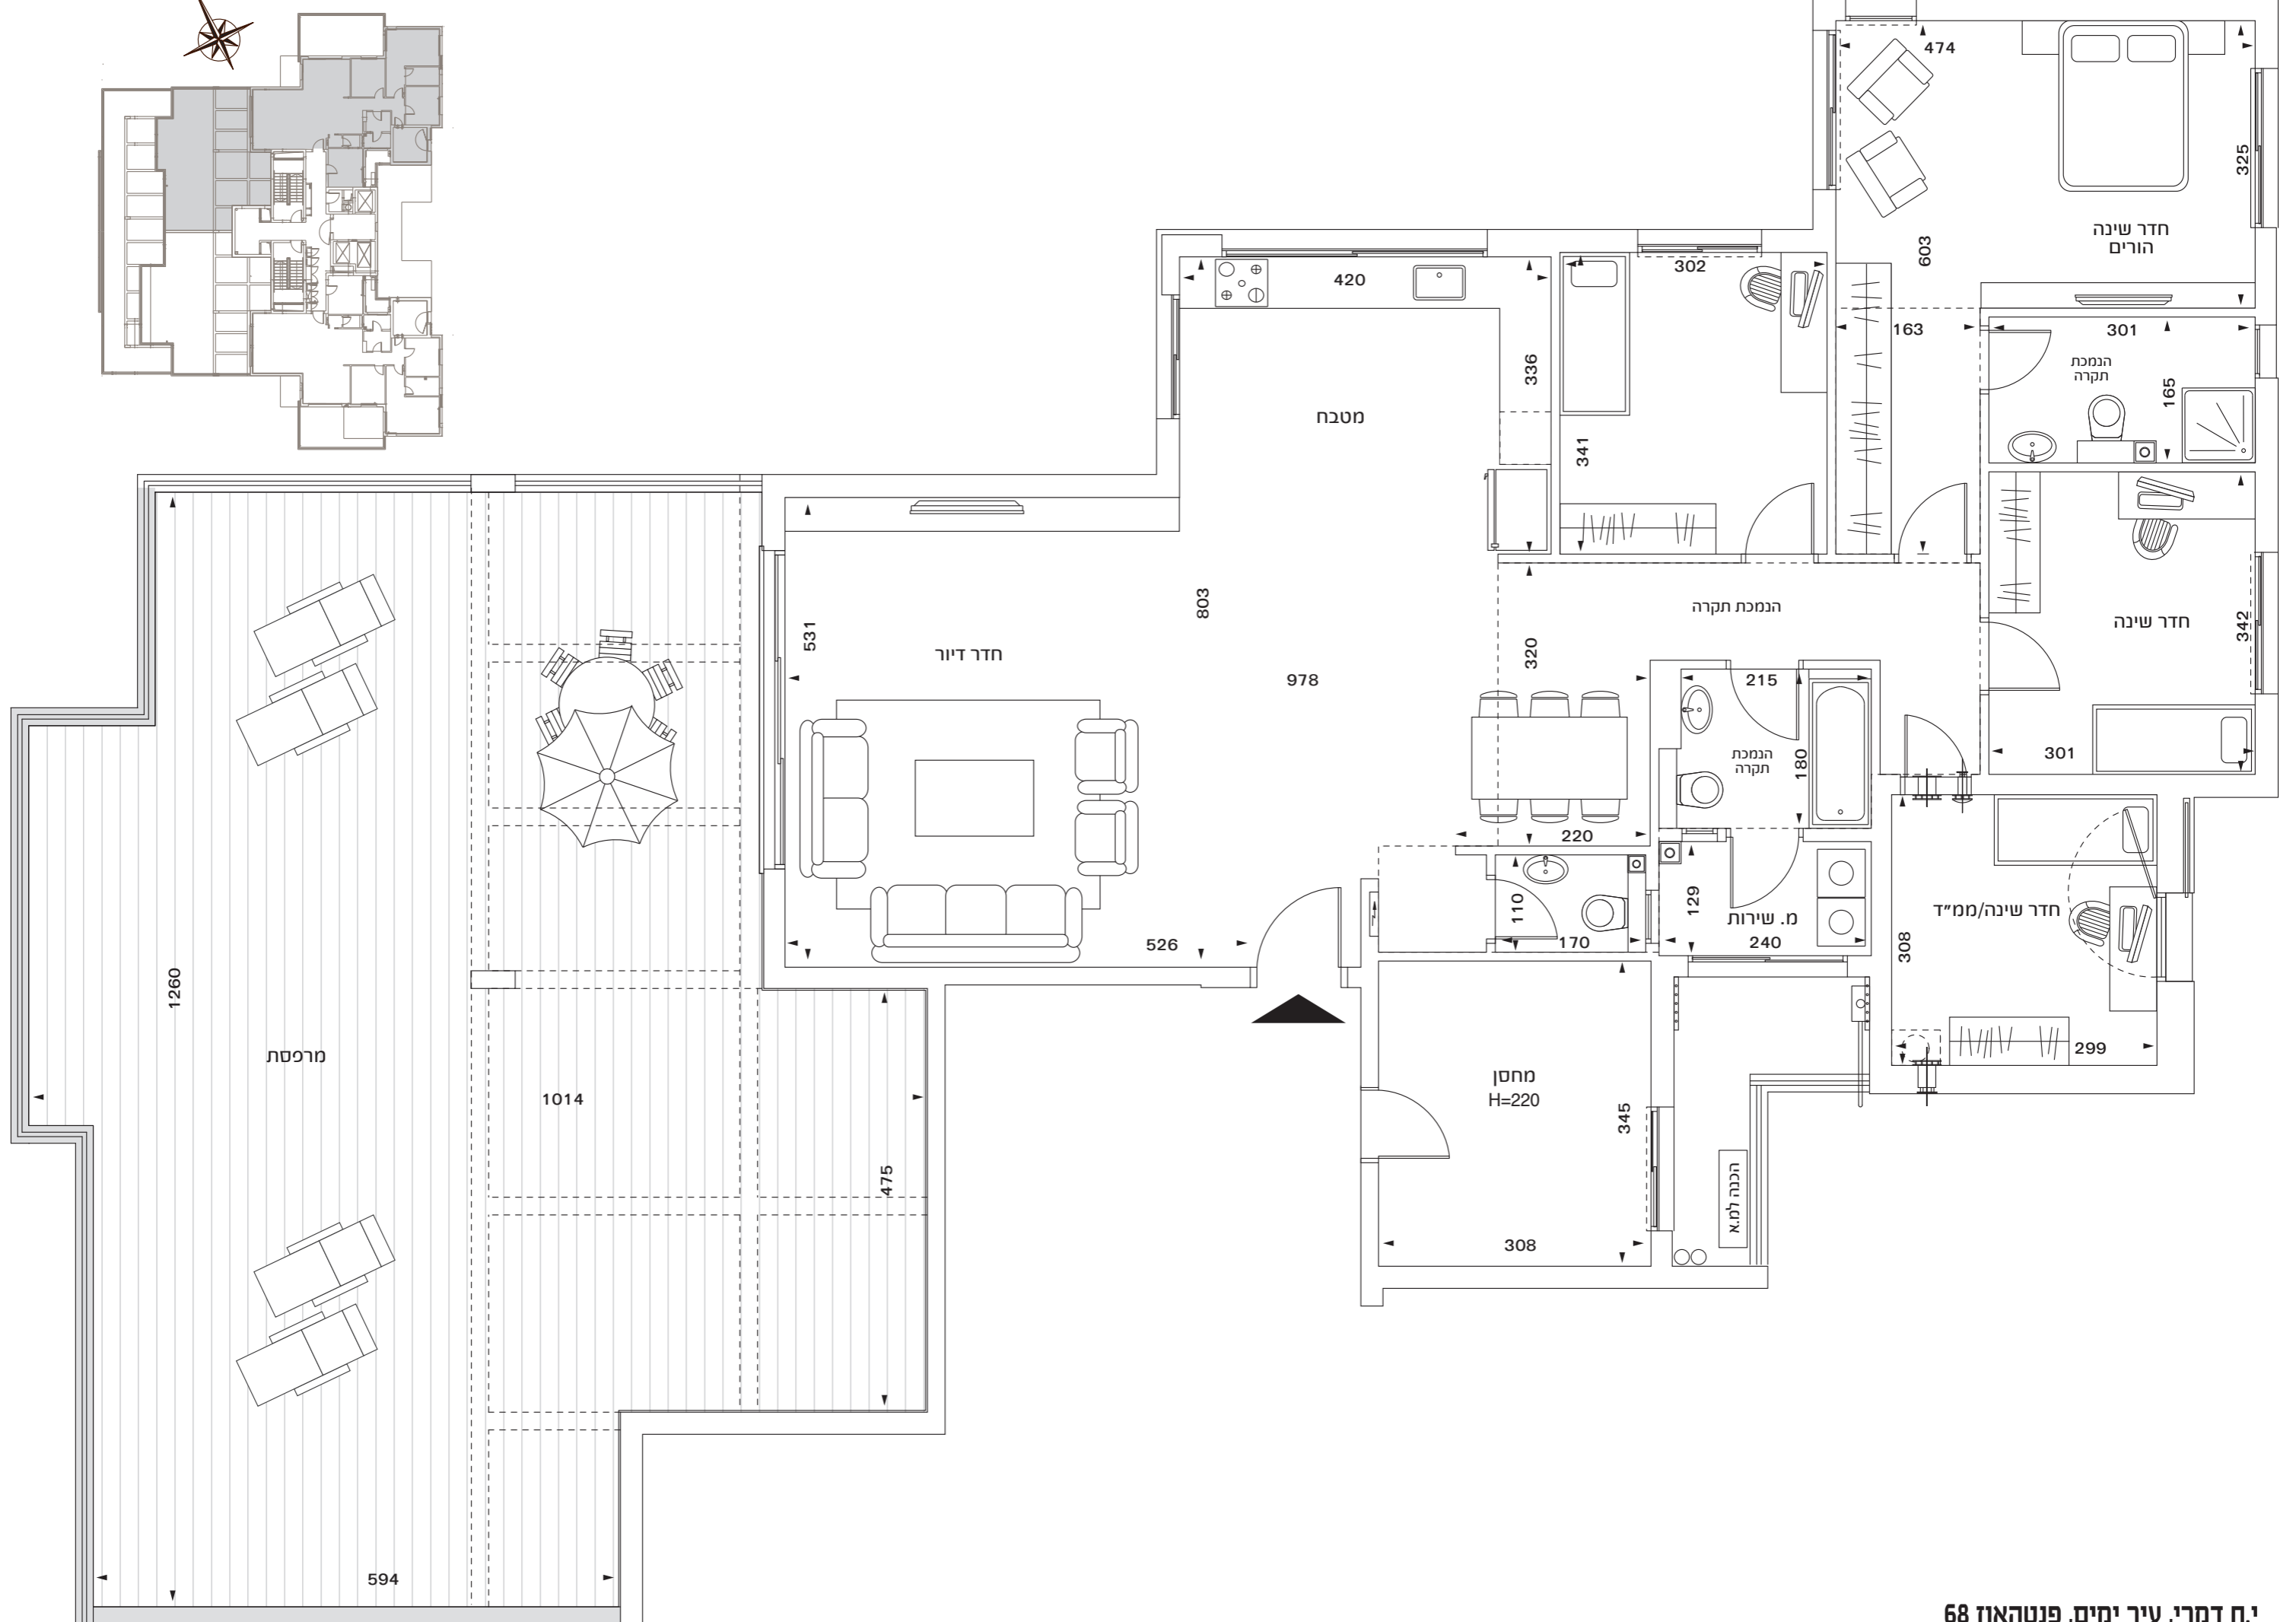 474
325
חדר שינה
הורים
603
302
420
163
301
הנמכת
תקרה
165
336
מטבח
341
הנמכת תקרה
803
531
חדר דיור
320
חדר שינה
342
978
215
הנמכת
תקרה
180
301
220
110
129
מ. שירות
חדר שינה/ממ״ד
526
170
240
308
1260
מרפסת
299
מחסן
H=220
1014
345
475
הכנה למ.א
308
594
י.ח דמרי, עיר ימים, פנטהאוז 68